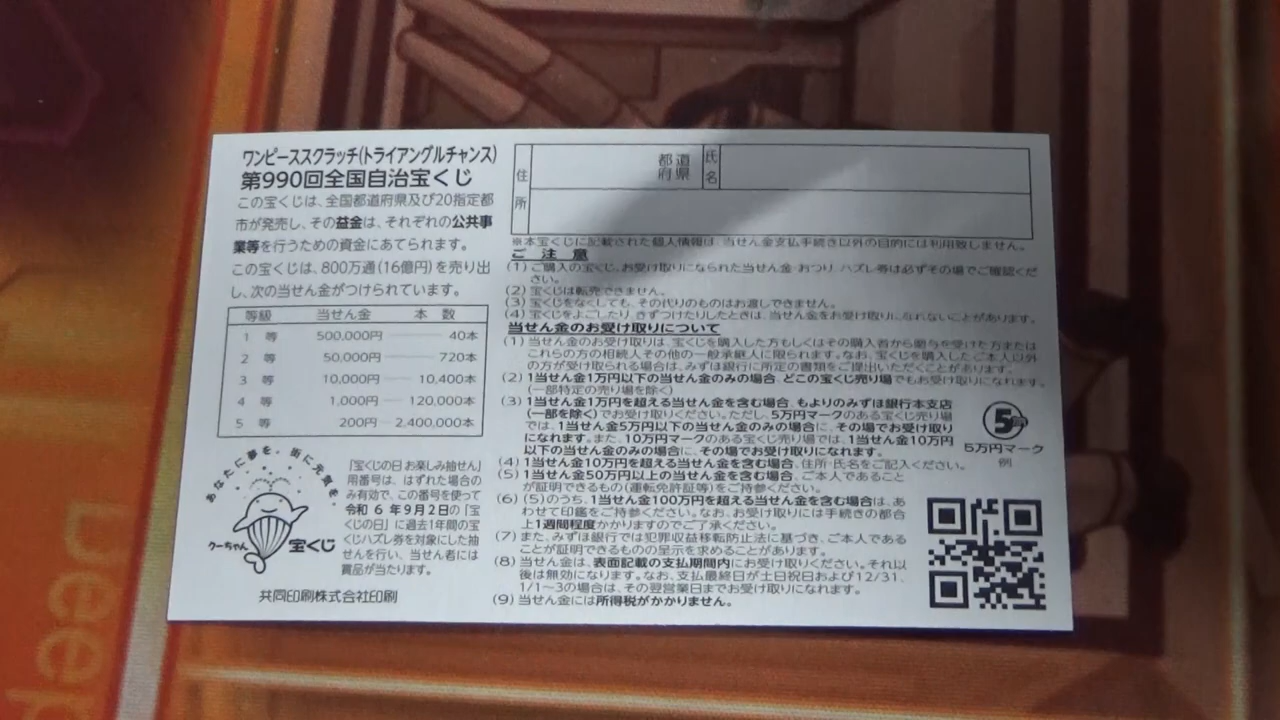 ワンピーススクラッチ(トライアングルチャンス)
第990回全国自治宝くじ
この宝くじは、全国都道府県及び20指定都
市が発売し、その益金は、それぞれの公共事
業等を行うための資金にあてられます。
この宝くじは、800万通(16億円)を売り出
し、次の当せん金がつけられています。
等級 当せん金 本数
1等 500,000円 40本
2等 50,000円 720本
3等 10,000円 10,400本
4等 1,000円 120,000本
5等 200円 2,400,000本
あなたに夢を。街に元気を。
クーちゃん 宝くじ
「宝くじの日 お楽しみ抽せん」
用番号は、はずれた場合の
み有効で、この番号を使って
令和6年9月2日の「宝
くじの日」に過去1年間の宝
くじハズレ券を対象にした抽
せんを行い、当せん者には
賞品が当たります。
共同印刷株式会社印刷
住所
都道
府県
氏名
※本宝くじに記載された個人情報は、当せん金支払手続き以外の目的には利用致しません。
ご注意
(1) ご購入の宝くじ、お受け取りになられた当せん金・おつり、ハズレ券は必ずその場でご確認くだ
さい。
(2) 宝くじは転売できません。
(3) 宝くじをなくしても、その代りのものはお渡しできません。
(4) 宝くじをよごしたり、きずつけたりしたときは、当せん金をお受け取りになれないことがあります。
当せん金のお受け取りについて
(1) 当せん金のお受け取りは、宝くじを購入した方もしくはその購入者から贈与を受けた方または
これらの方の相続人その他の一般承継人に限られます。なお、宝くじを購入したご本人以外
の方が受け取られる場合は、みずほ銀行に所定の書類をご提出いただくことがあります。
(2) 1当せん金1万円以下の当せん金のみの場合、どこの宝くじ売り場でもお受け取りになれます。
(一部特定の売り場を除く)
(3) 1当せん金1万円を超える当せん金を含む場合、もよりのみずほ銀行本支店
(一部を除く)でお受け取りください。ただし、5万円マークのある宝くじ売り場
では、1当せん金5万円以下の当せん金のみの場合に、その場でお受け取り
になれます。また、10万円マークのある宝くじ売り場では、1当せん金10万円
以下の当せん金のみの場合に、その場でお受け取りになれます。
(4) 1当せん金10万円を超える当せん金を含む場合、住所・氏名をご記入ください。
(5) 1当せん金50万円以上の当せん金を含む場合、ご本人であること
が証明できるもの(運転免許証等)をご持参ください。
(6) (5)のうち、1当せん金100万円を超える当せん金を含む場合は、あ
わせて印鑑をご持参ください。なお、お受け取りには手続きの都合
上1週間程度かかりますのでご了承ください。
(7) また、みずほ銀行では犯罪収益移転防止法に基づき、ご本人である
ことが証明できるものの呈示を求めることがあります。
(8) 当せん金は、表面記載の支払期間内にお受け取りください。それ以
後は無効になります。なお、支払最終日が土日祝日および12/31、
1/1〜3の場合は、その翌営業日までお受け取りになれます。
(9) 当せん金には所得税がかかりません。
5万円
5万円マーク
例
Deep